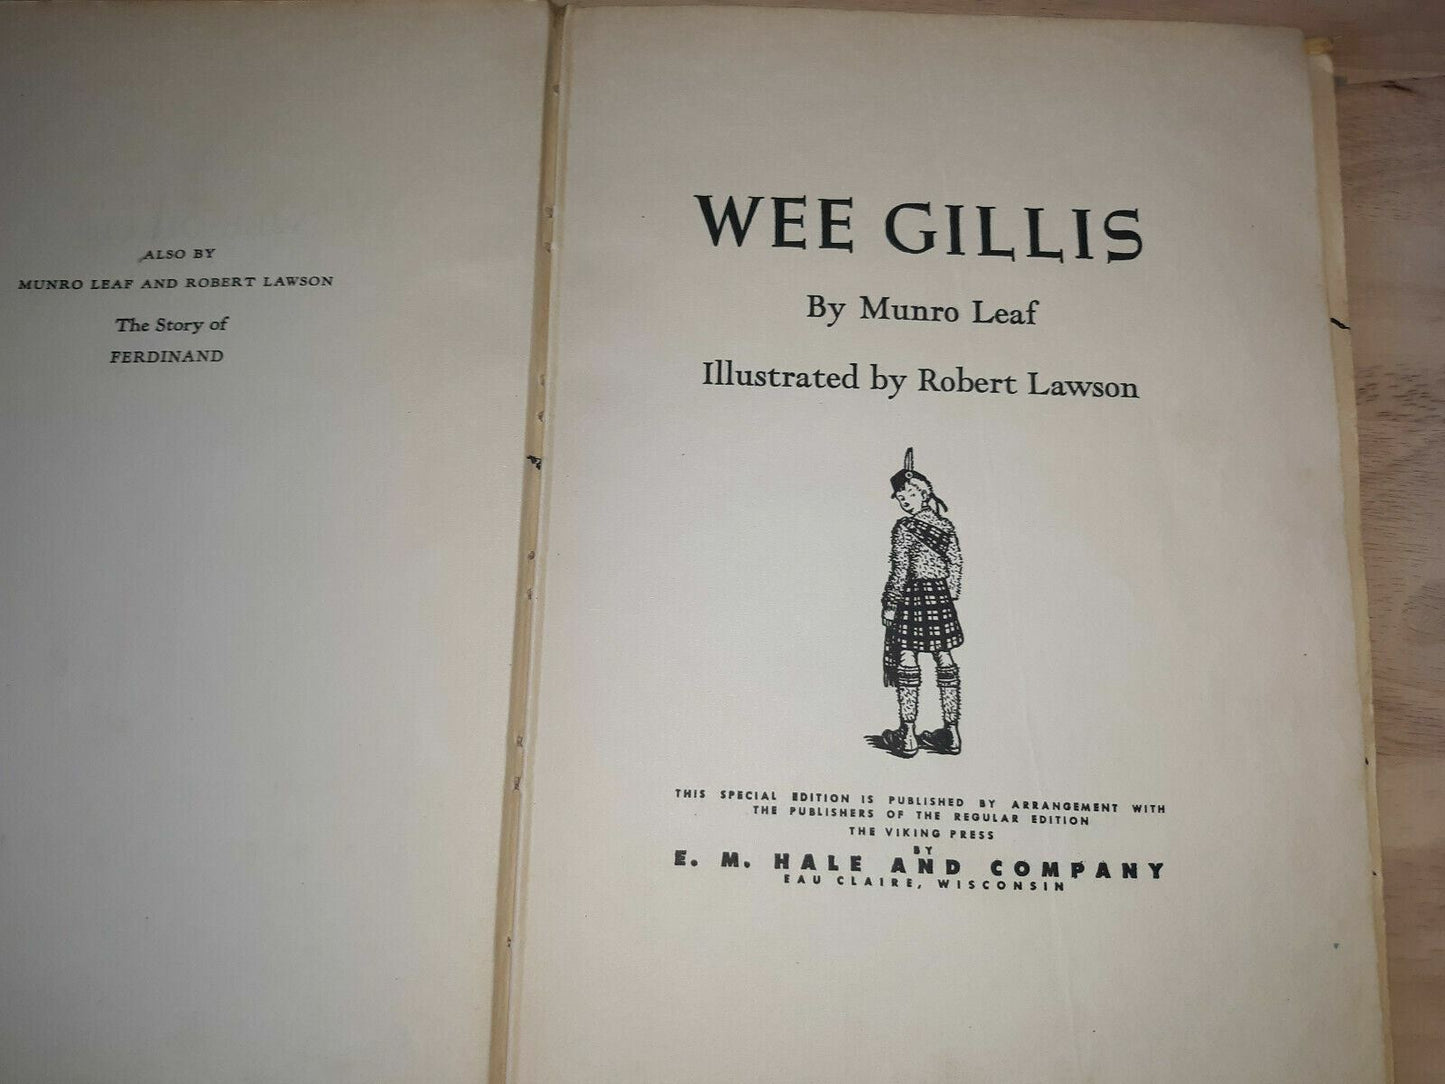 ALSO BY
MUNRO LEAF AND ROBERT LAWSON
The Story of
FERDINAND
WEE GILLIS
By Munro Leaf
Illustrated by Robert Lawson
THIS SPECIAL EDITION IS PUBLISHED BY ARRANGEMENT WITH
THE PUBLISHERS OF THE REGULAR EDITION
THE VIKING PRESS
BY
E. M. HALE AND COMPANY
EAU CLAIRE, WISCONSIN